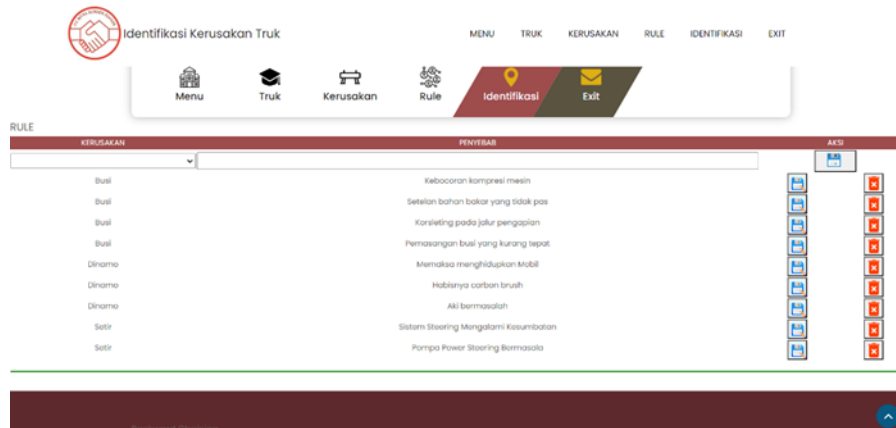 Identifikasi Kerusakan Truk
MENU TRUK KERUSAKAN RULE IDENTIFIKASI EXIT
Menu Truk Kerusakan Rule Identifikasi Exit
RULE
KERUSAKAN PENYEBAB AKSI
Busi Kebocoran kompresi mesin
Busi Setelan bahan bakar yang tidak pas
Busi Korsleting pada jalur pengapian
Busi Pemasangan busi yang kurang tepat
Dinamo Memaksa menghidupkan Mobil
Dinamo Habisnya carbon brush
Dinamo Aki bermasalah
Setir Sistem Steering Mengalami Kesumbatan
Setir Pompa Power Steering Bermasala